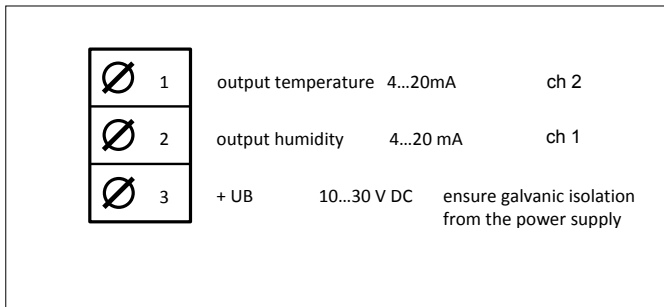 1 output temperature 4...20mA ch 2
2 output humidity 4...20 mA ch 1
3 + UB 10...30 V DC ensure galvanic isolation
from the power supply